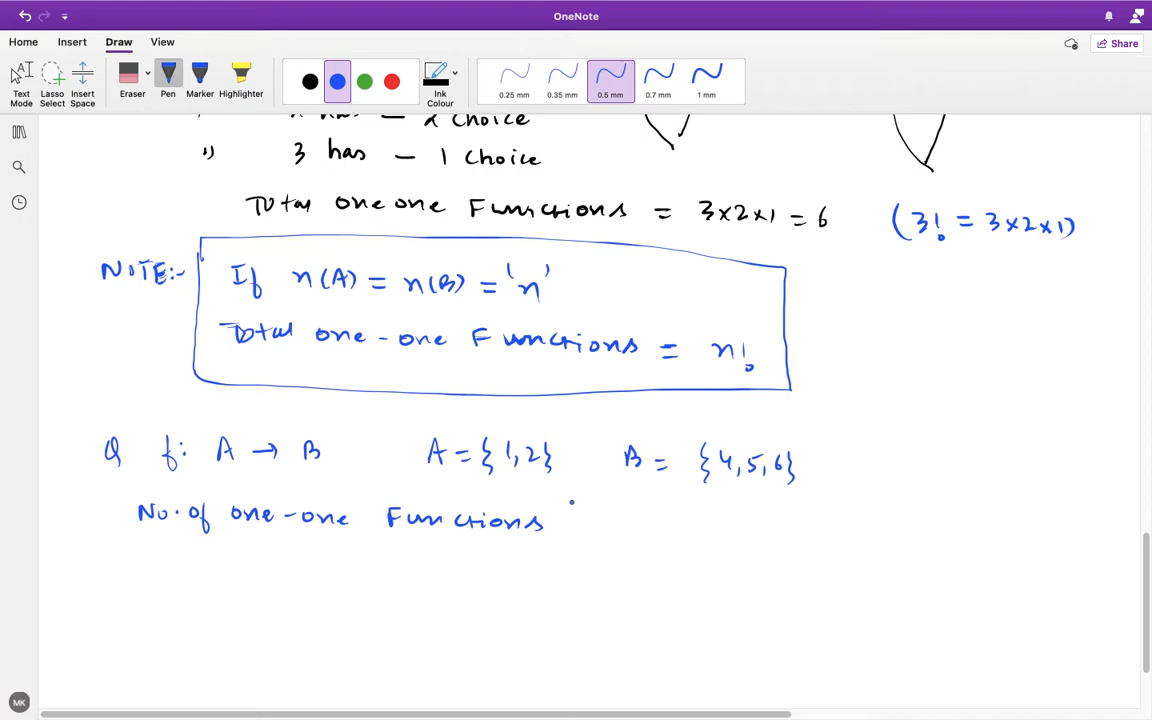 OneNote
Home Insert Draw View
Share
Text Mode
Lasso Select
Insert Space
Eraser
Pen
Marker
Highlighter
Ink Colour
0.25 mm 0.35 mm 0.5 mm 0.7 mm 1 mm
has - 2 choice
1) 3 has - 1 choice
Total one one Functions = 3×2×1 = 6 (3! = 3×2×1)
NOTE:- If n(A) = n(B) = 'n'
Total one-one Functions = n!
Q f: A → B A = {1,2} B = {4,5,6}
No. of one-one Functions
MK